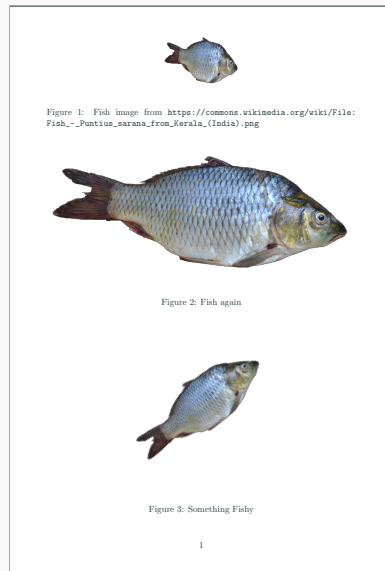 Figure 1: Fish image from https://commons.wikimedia.org/wiki/File:
Fish_-_Puntius_sarana_from_Kerala_(India).png
Figure 2: Fish again
Figure 3: Something Fishy
1